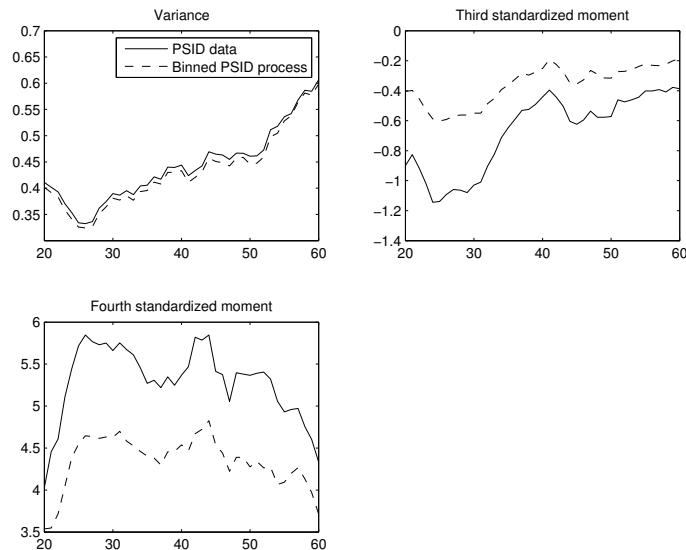 Variance
0.7
0.65
0.6
0.55
0.5
0.45
0.4
0.35
20 30 40 50 60
PSID data
Binned PSID process
Third standardized moment
0
−0.2
−0.4
−0.6
−0.8
−1
−1.2
−1.4
20 30 40 50 60
Fourth standardized moment
6
5.5
5
4.5
4
3.5
20 30 40 50 60